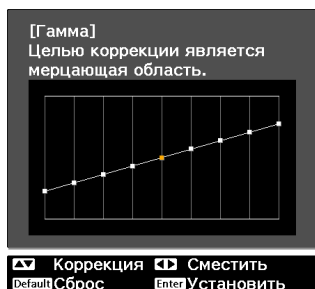 [Гамма]
Целью коррекции является
мерцающая область.
Коррекция Сместить
Default Сброс Enter Установить